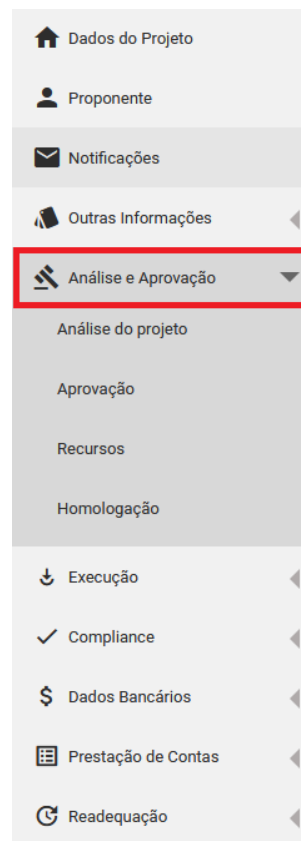 Dados do Projeto
Proponente
Notificações
Outras Informações
Análise e Aprovação
Análise do projeto
Aprovação
Recursos
Homologação
Execução
Compliance
Dados Bancários
Prestação de Contas
Readequação